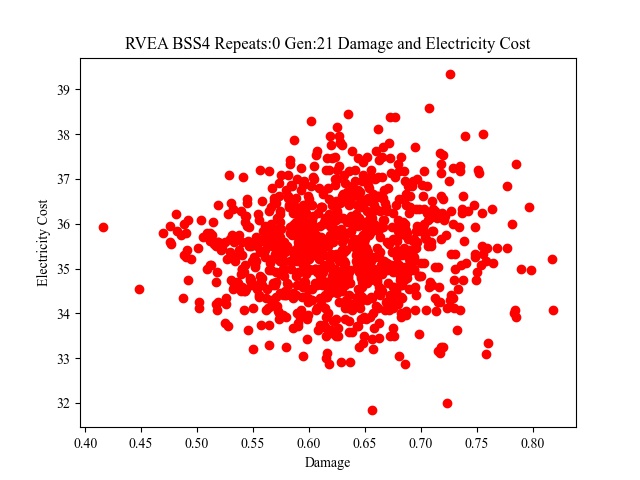 RVEA BSS4 Repeats:0 Gen:21 Damage and Electricity Cost
39
38
37
36
35
34
33
32
Electricity Cost
0.40 0.45 0.50 0.55 0.60 0.65 0.70 0.75 0.80
Damage